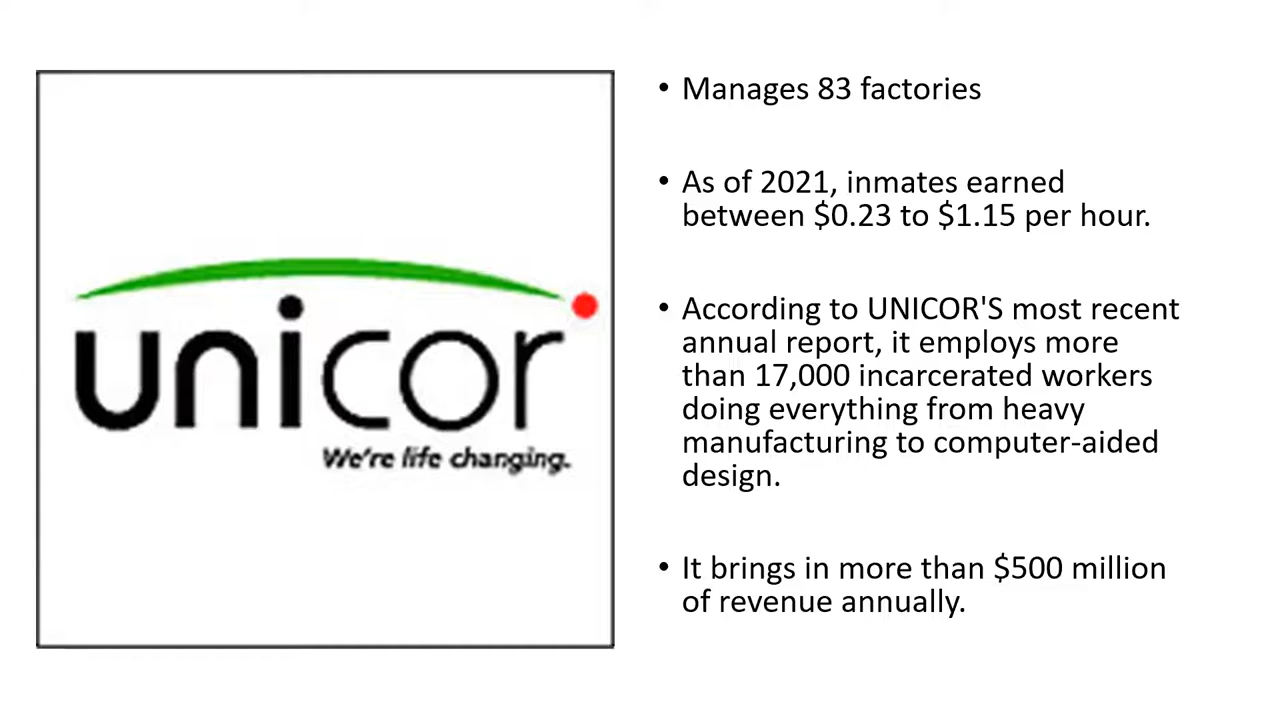 unicor
We're life changing.
• Manages 83 factories
• As of 2021, inmates earned
between $0.23 to $1.15 per hour.
• According to UNICOR'S most recent
annual report, it employs more
than 17,000 incarcerated workers
doing everything from heavy
manufacturing to computer-aided
design.
• It brings in more than $500 million
of revenue annually.